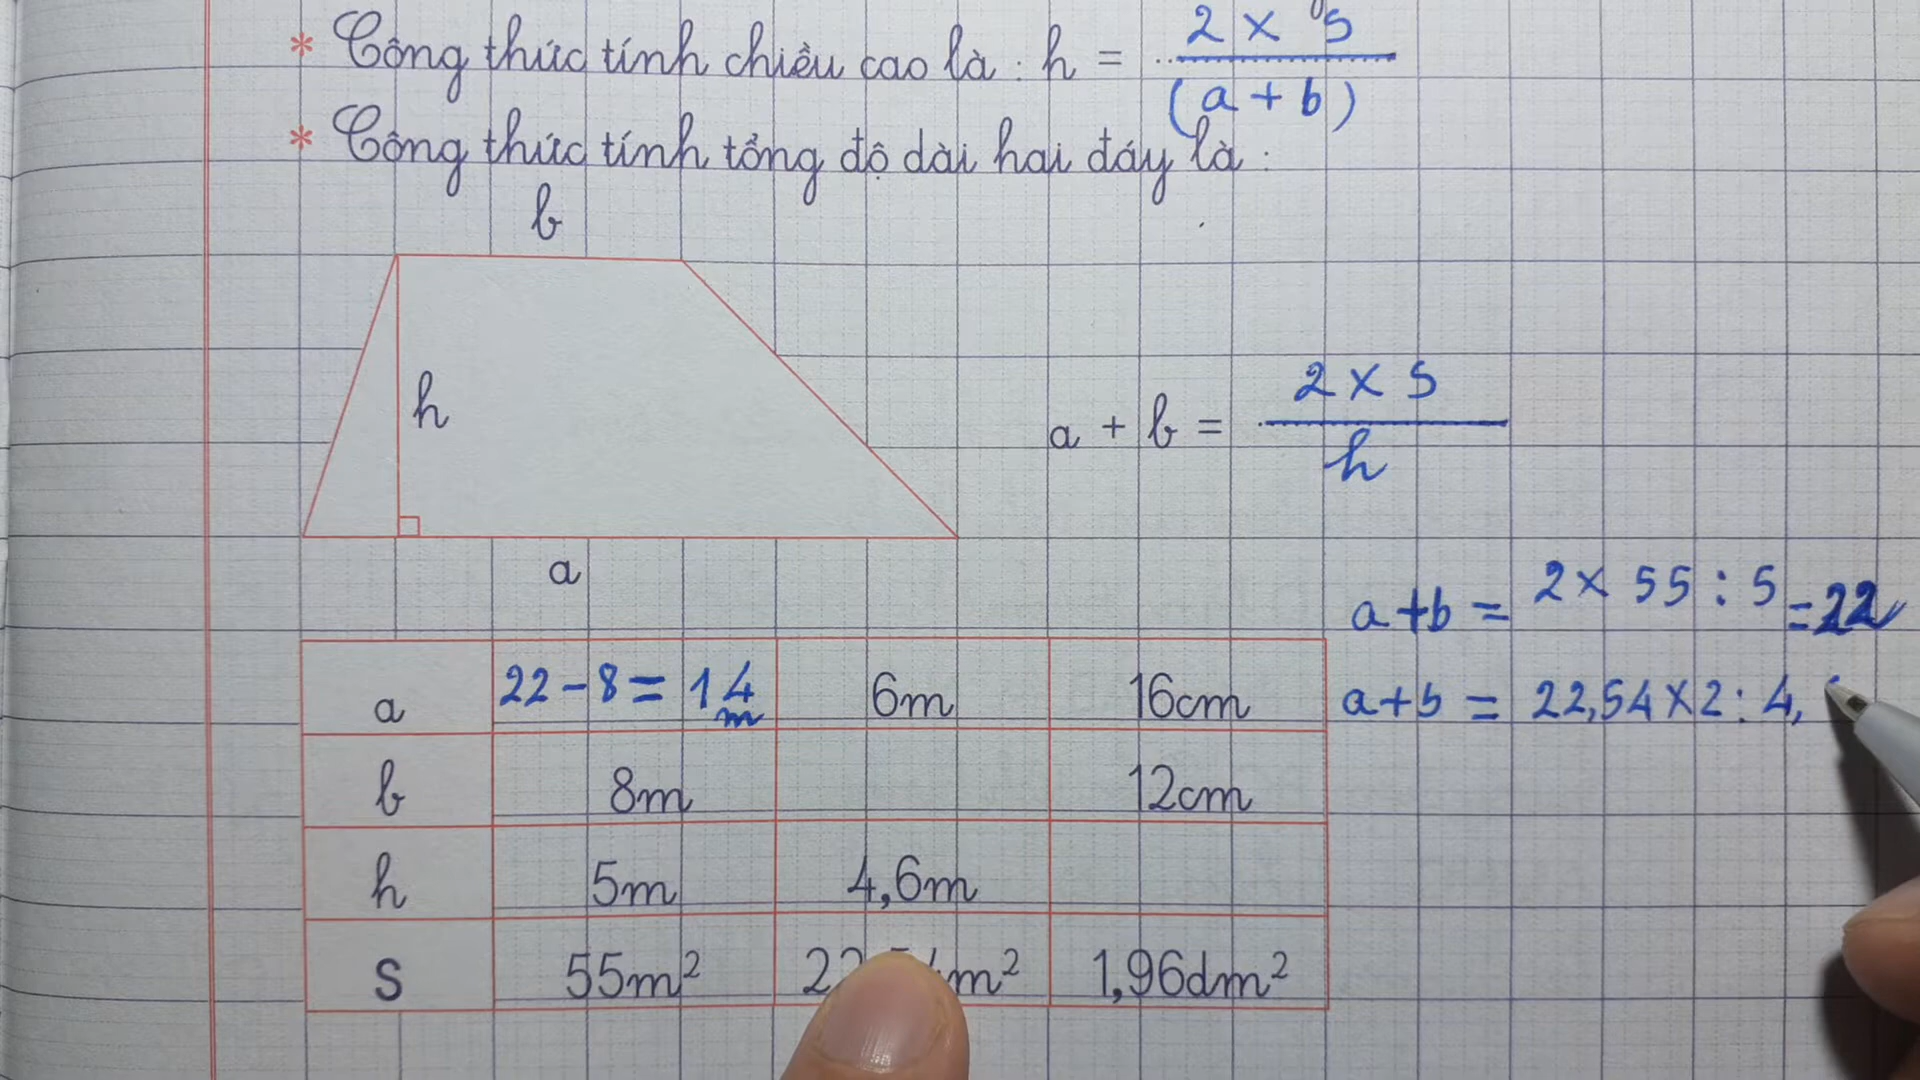 * Công thức tính chiều cao là : h = 2 x S
(a + b)
* Công thức tính tổng độ dài hai đáy là :
b
h
a + b = 2 x S
h
a
a + b = 2 x 55 : 5 = 22
a 22 - 8 = 14 m 6m 16cm
a + b = 22,54 x 2 : 4,
b 8m 12cm
h 5m 4,6m
S 55m² 1,96dm²